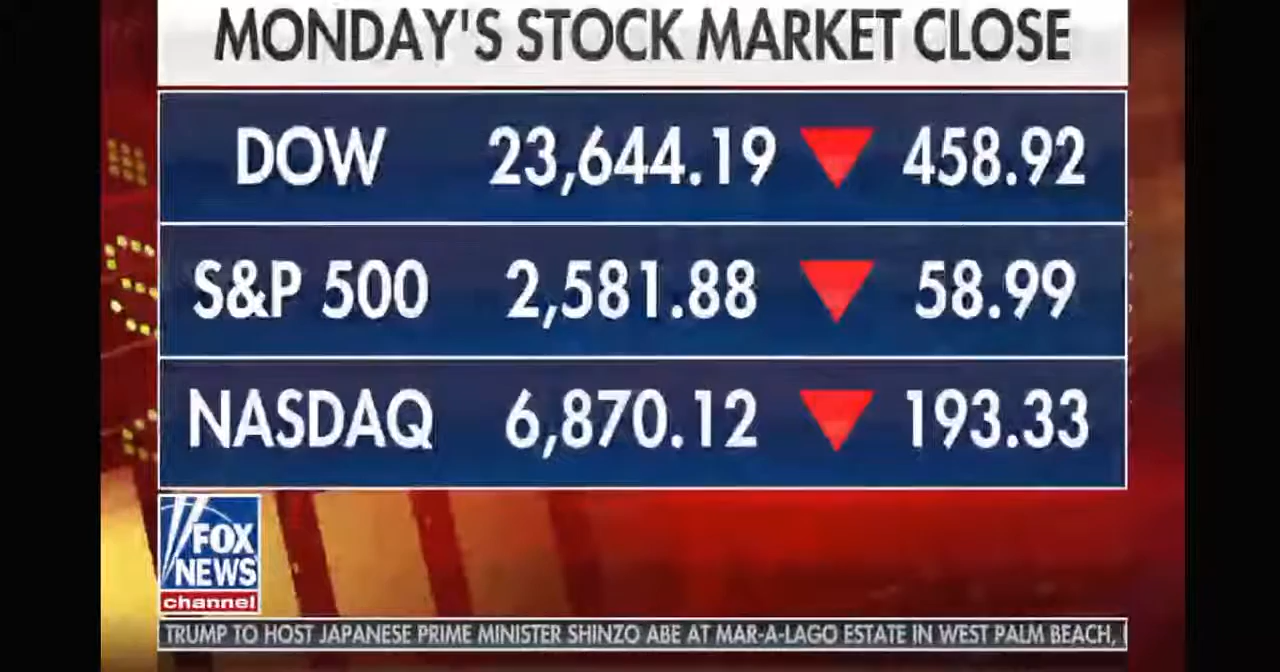 MONDAY'S STOCK MARKET CLOSE
DOW 23,644.19 ▼ 458.92
S&P 500 2,581.88 ▼ 58.99
NASDAQ 6,870.12 ▼ 193.33
FOX
NEWS
channel
TRUMP TO HOST JAPANESE PRIME MINISTER SHINZO ABE AT MAR-A-LAGO ESTATE IN WEST PALM BEACH,